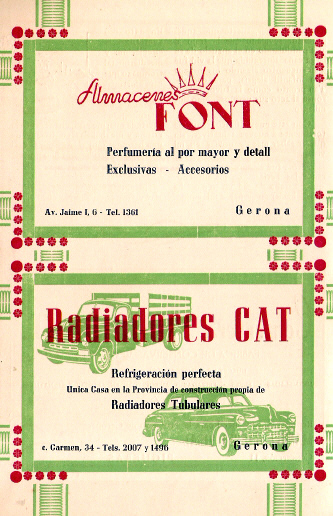 Almacenes
FONT
Perfumería al por mayor y detall
Exclusivas - Accesorios
Av. Jaime I, 6 - Tel. 1361
Gerona
Radiadores CAT
Refrigeración perfecta
Unica Casa en la Provincia de construcción propia de
Radiadores Tubulares
c. Carmen, 34 - Tels. 2007 y 1496
Gerona